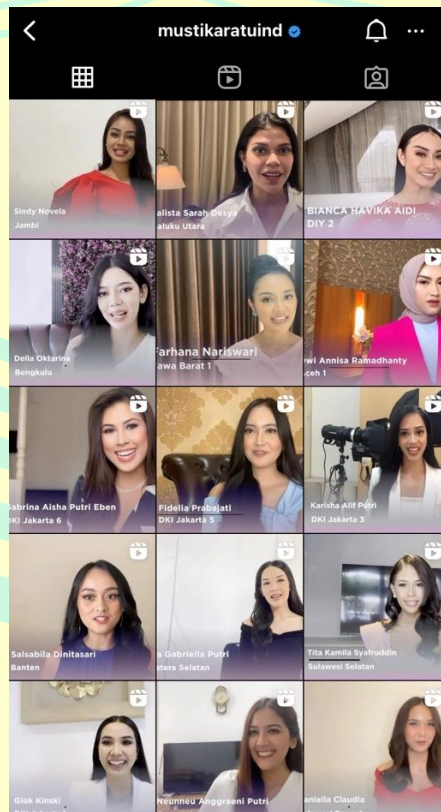 mustikaratuind
Sindy Novela
Jambi
alista Sarah Desya
aluku Utara
BIANCA HAVIKA AIDI
DIY 2
Della Oktarina
Bengkulu
Farhana Nariswari
awa Barat 1
wi Annisa Ramadhanty
ceh 1
abrina Aisha Putri Eben
DKI Jakarta 6
Fidelia Prabajati
DKI Jakarta 5
Karisha Alif Putri
DKI Jakarta 3
Salsabila Dinitasari
Banten
a Gabriella Putri
atera Selatan
Tita Kamila Syafruddin
Sulawesi Selatan
Giok Kinski
Neunneu Anggraeni Putri
aniella Claudia